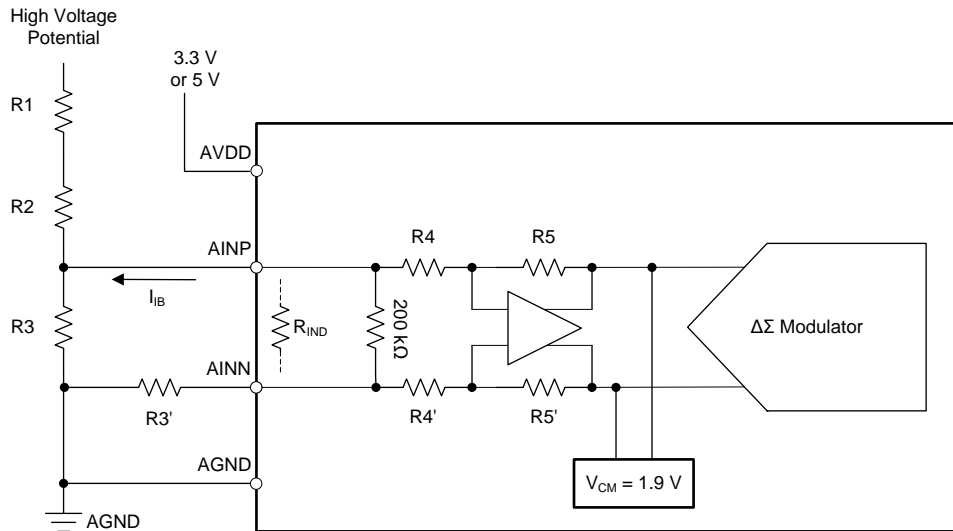 High Voltage
Potential
3.3 V
or 5 V
R1
AVDD
R2
R4
R5
AINP
I_IB
R3
R_IND
200 kΩ
ΔΣ Modulator
AINN
R3'
R4'
R5'
AGND
V_CM = 1.9 V
AGND